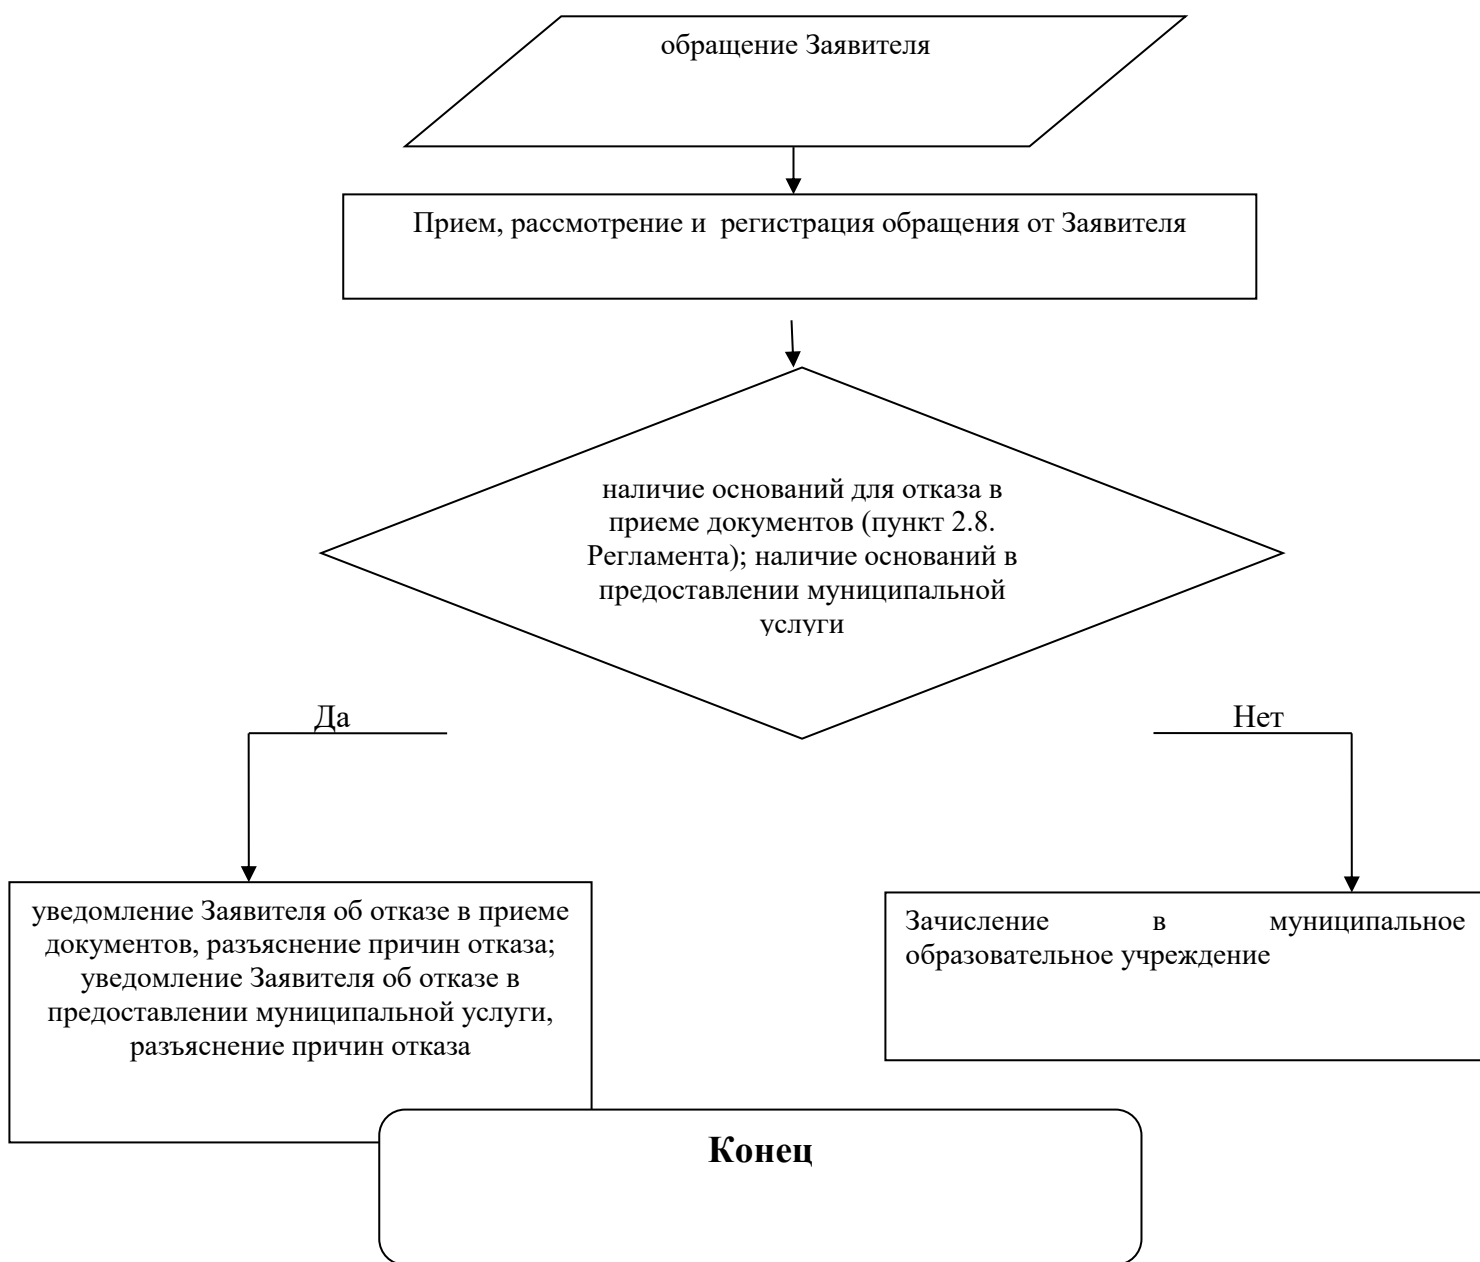 обращение Заявителя
Прием, рассмотрение и  регистрация обращения от Заявителя
наличие оснований для отказа в
приеме документов (пункт 2.8.
Регламента); наличие оснований в
предоставлении муниципальной
услуги
Да
Нет
уведомление Заявителя об отказе в приеме
документов, разъяснение причин отказа;
уведомление Заявителя об отказе в
предоставлении муниципальной услуги,
разъяснение причин отказа
Зачисление в муниципальное
образовательное учреждение
Конец